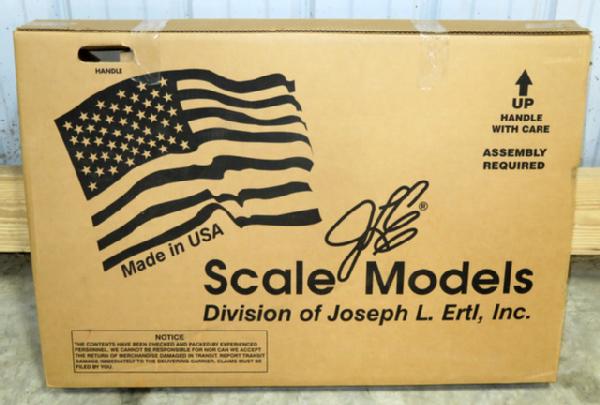 HANDLE
UP
HANDLE
WITH CARE
ASSEMBLY
REQUIRED
Made in USA
JLE®
Scale Models
Division of Joseph L. Ertl, Inc.
NOTICE
THE CONTENTS HAVE BEEN CHECKED AND PACKED BY EXPERIENCED
PERSONNEL. WE CANNOT BE RESPONSIBLE FOR NOR CAN WE ACCEPT
THE RETURN OF MERCHANDISE DAMAGED IN TRANSIT. REPORT TRANSIT
DAMAGE IMMEDIATELY TO THE DELIVERING CARRIER. CLAIMS MUST BE
FILED BY YOU.